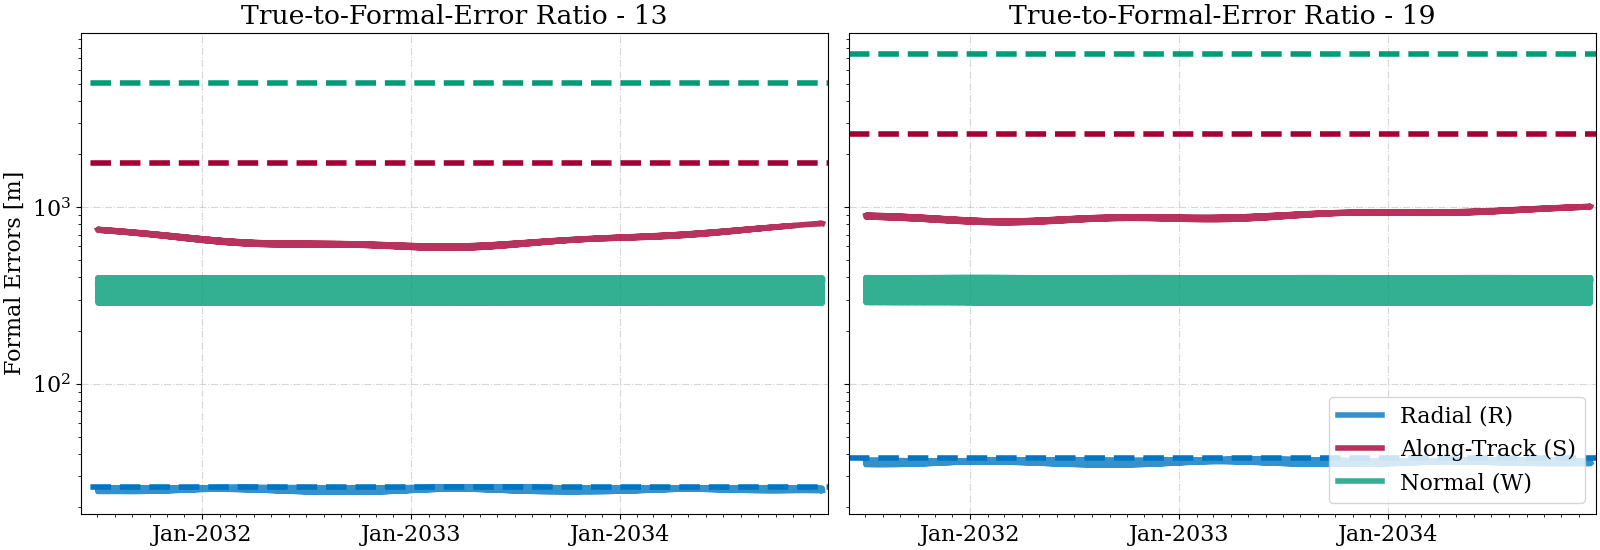 True-to-Formal-Error Ratio - 13
True-to-Formal-Error Ratio - 19
Formal Errors [m]
10³
10²
Jan-2032
Jan-2033
Jan-2034
Jan-2032
Jan-2033
Jan-2034
Radial (R)
Along-Track (S)
Normal (W)